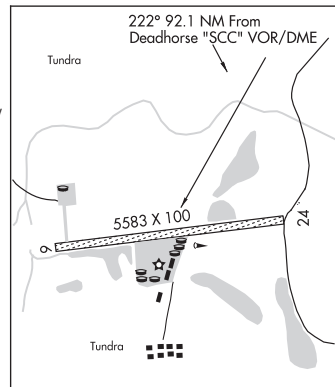 222° 92.1 NM From
Deadhorse "SCC" VOR/DME
Tundra
5583 X 100
6
24
Tundra